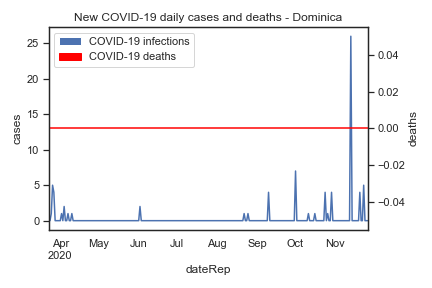 New COVID-19 daily cases and deaths - Dominica
COVID-19 infections
COVID-19 deaths
25
20
15
10
5
0
cases
0.04
0.02
0.00
−0.02
−0.04
deaths
Apr May Jun Jul Aug Sep Oct Nov
2020
dateRep